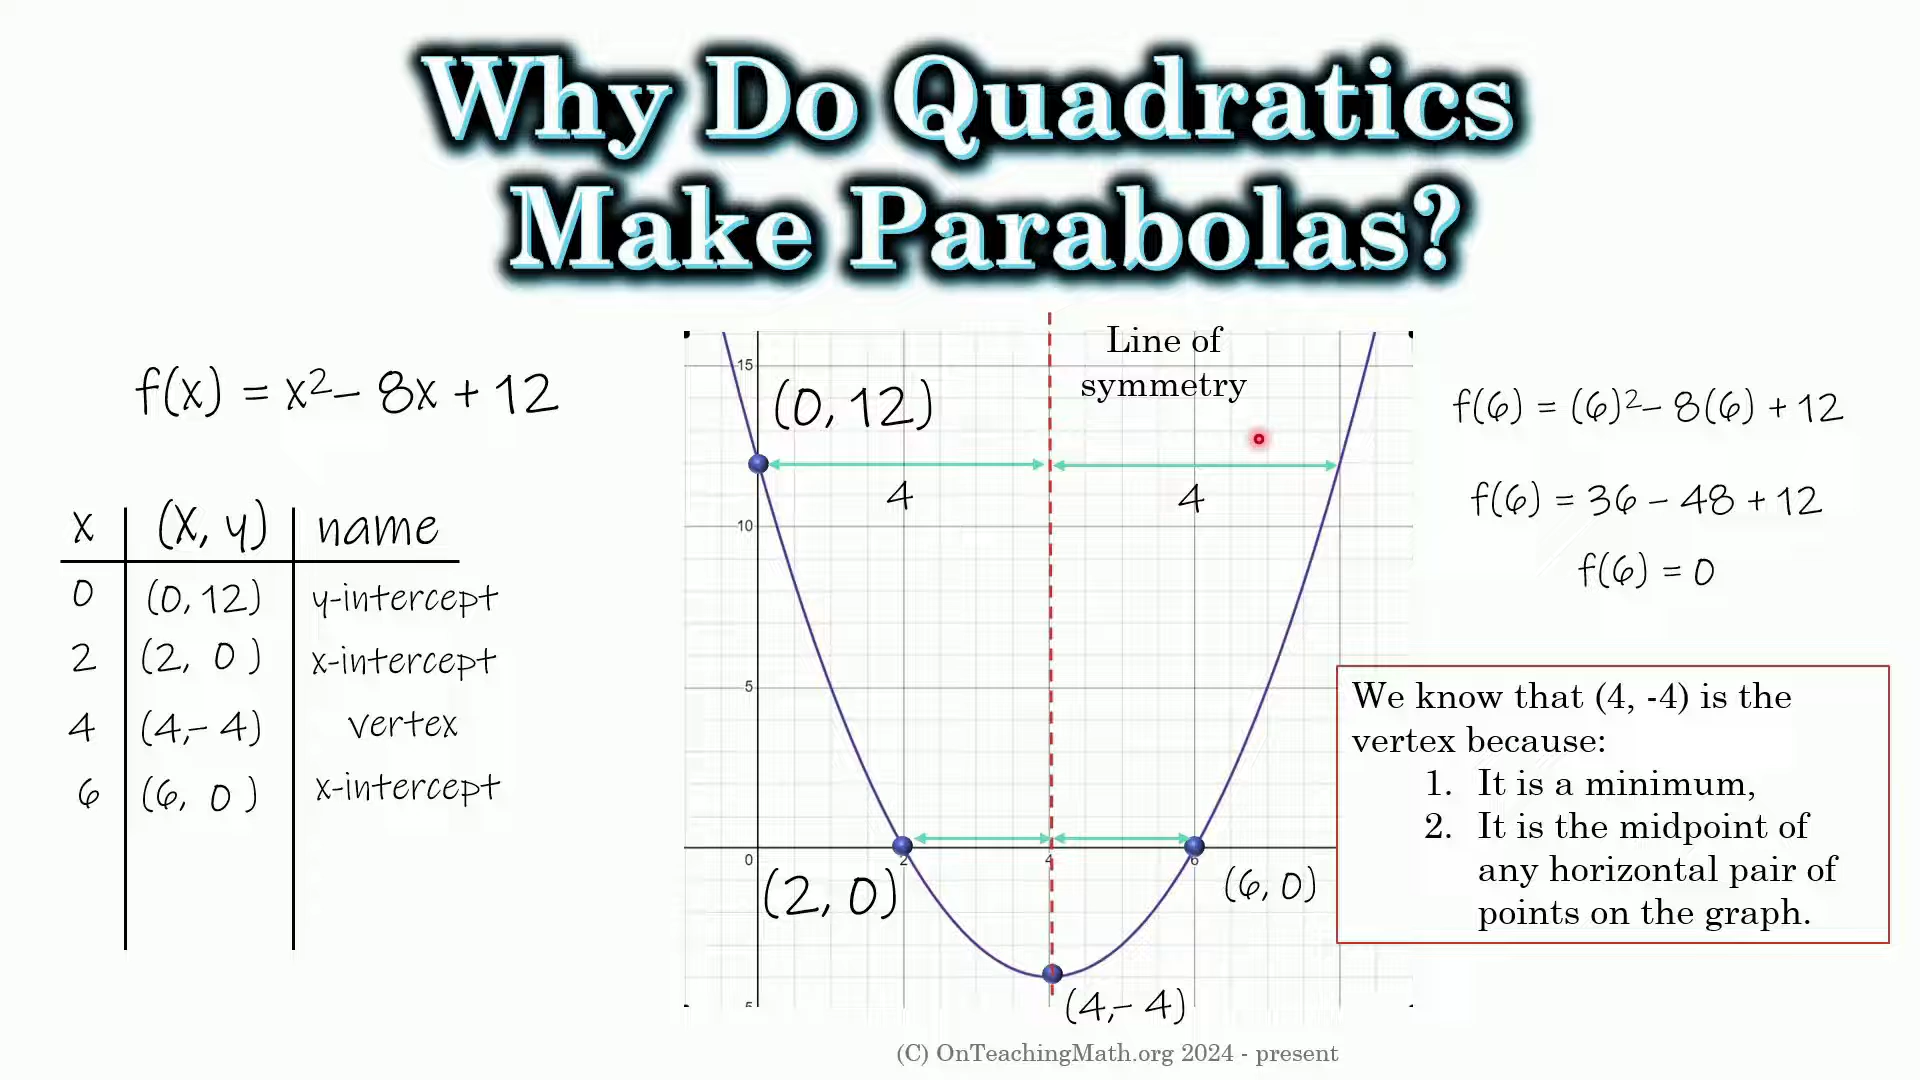 Why Do Quadratics
Make Parabolas?
f(x) = x²– 8x + 12
x (x, y) name
0 (0, 12) y-intercept
2 (2, 0 ) x-intercept
4 (4,– 4) vertex
6 (6, 0 ) x-intercept
Line of
symmetry
15
(0, 12)
4 4
10
5
0 2 4 6
(2, 0) (6, 0)
(4,– 4)
f(6) = (6)²– 8(6) + 12
f(6) = 36 – 48 + 12
f(6) = 0
We know that (4, -4) is the
vertex because:
1. It is a minimum,
2. It is the midpoint of
any horizontal pair of
points on the graph.
(C) OnTeachingMath.org 2024 - present